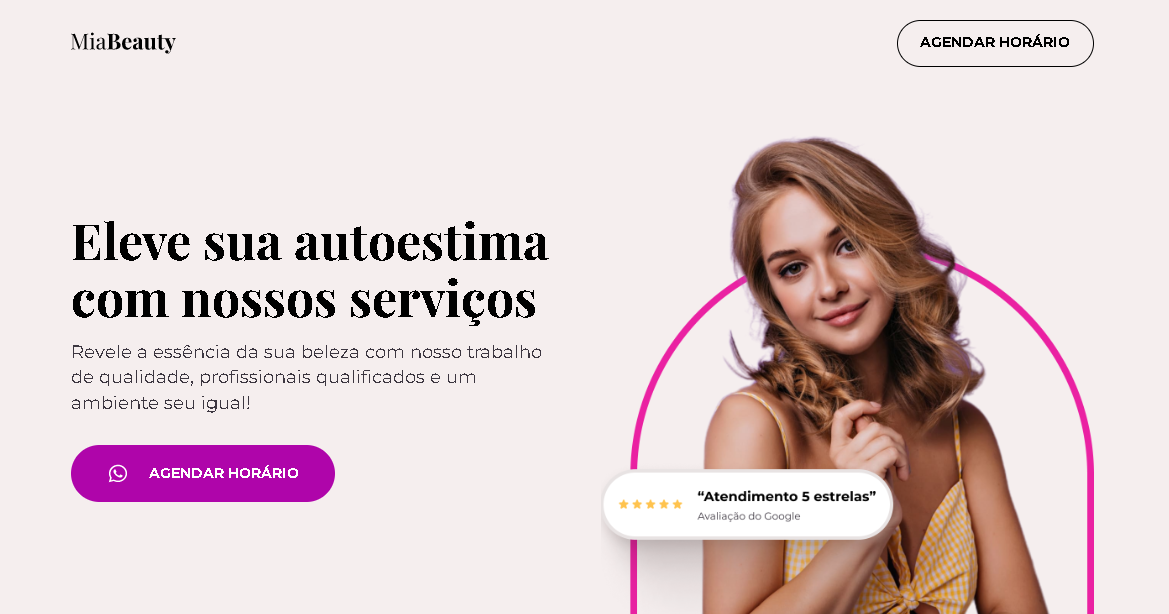 MiaBeauty
AGENDAR HORÁRIO
Eleve sua autoestima
com nossos serviços
Revele a essência da sua beleza com nosso trabalho
de qualidade, profissionais qualificados e um
ambiente seu igual!
AGENDAR HORÁRIO
“Atendimento 5 estrelas”
Avaliação do Google